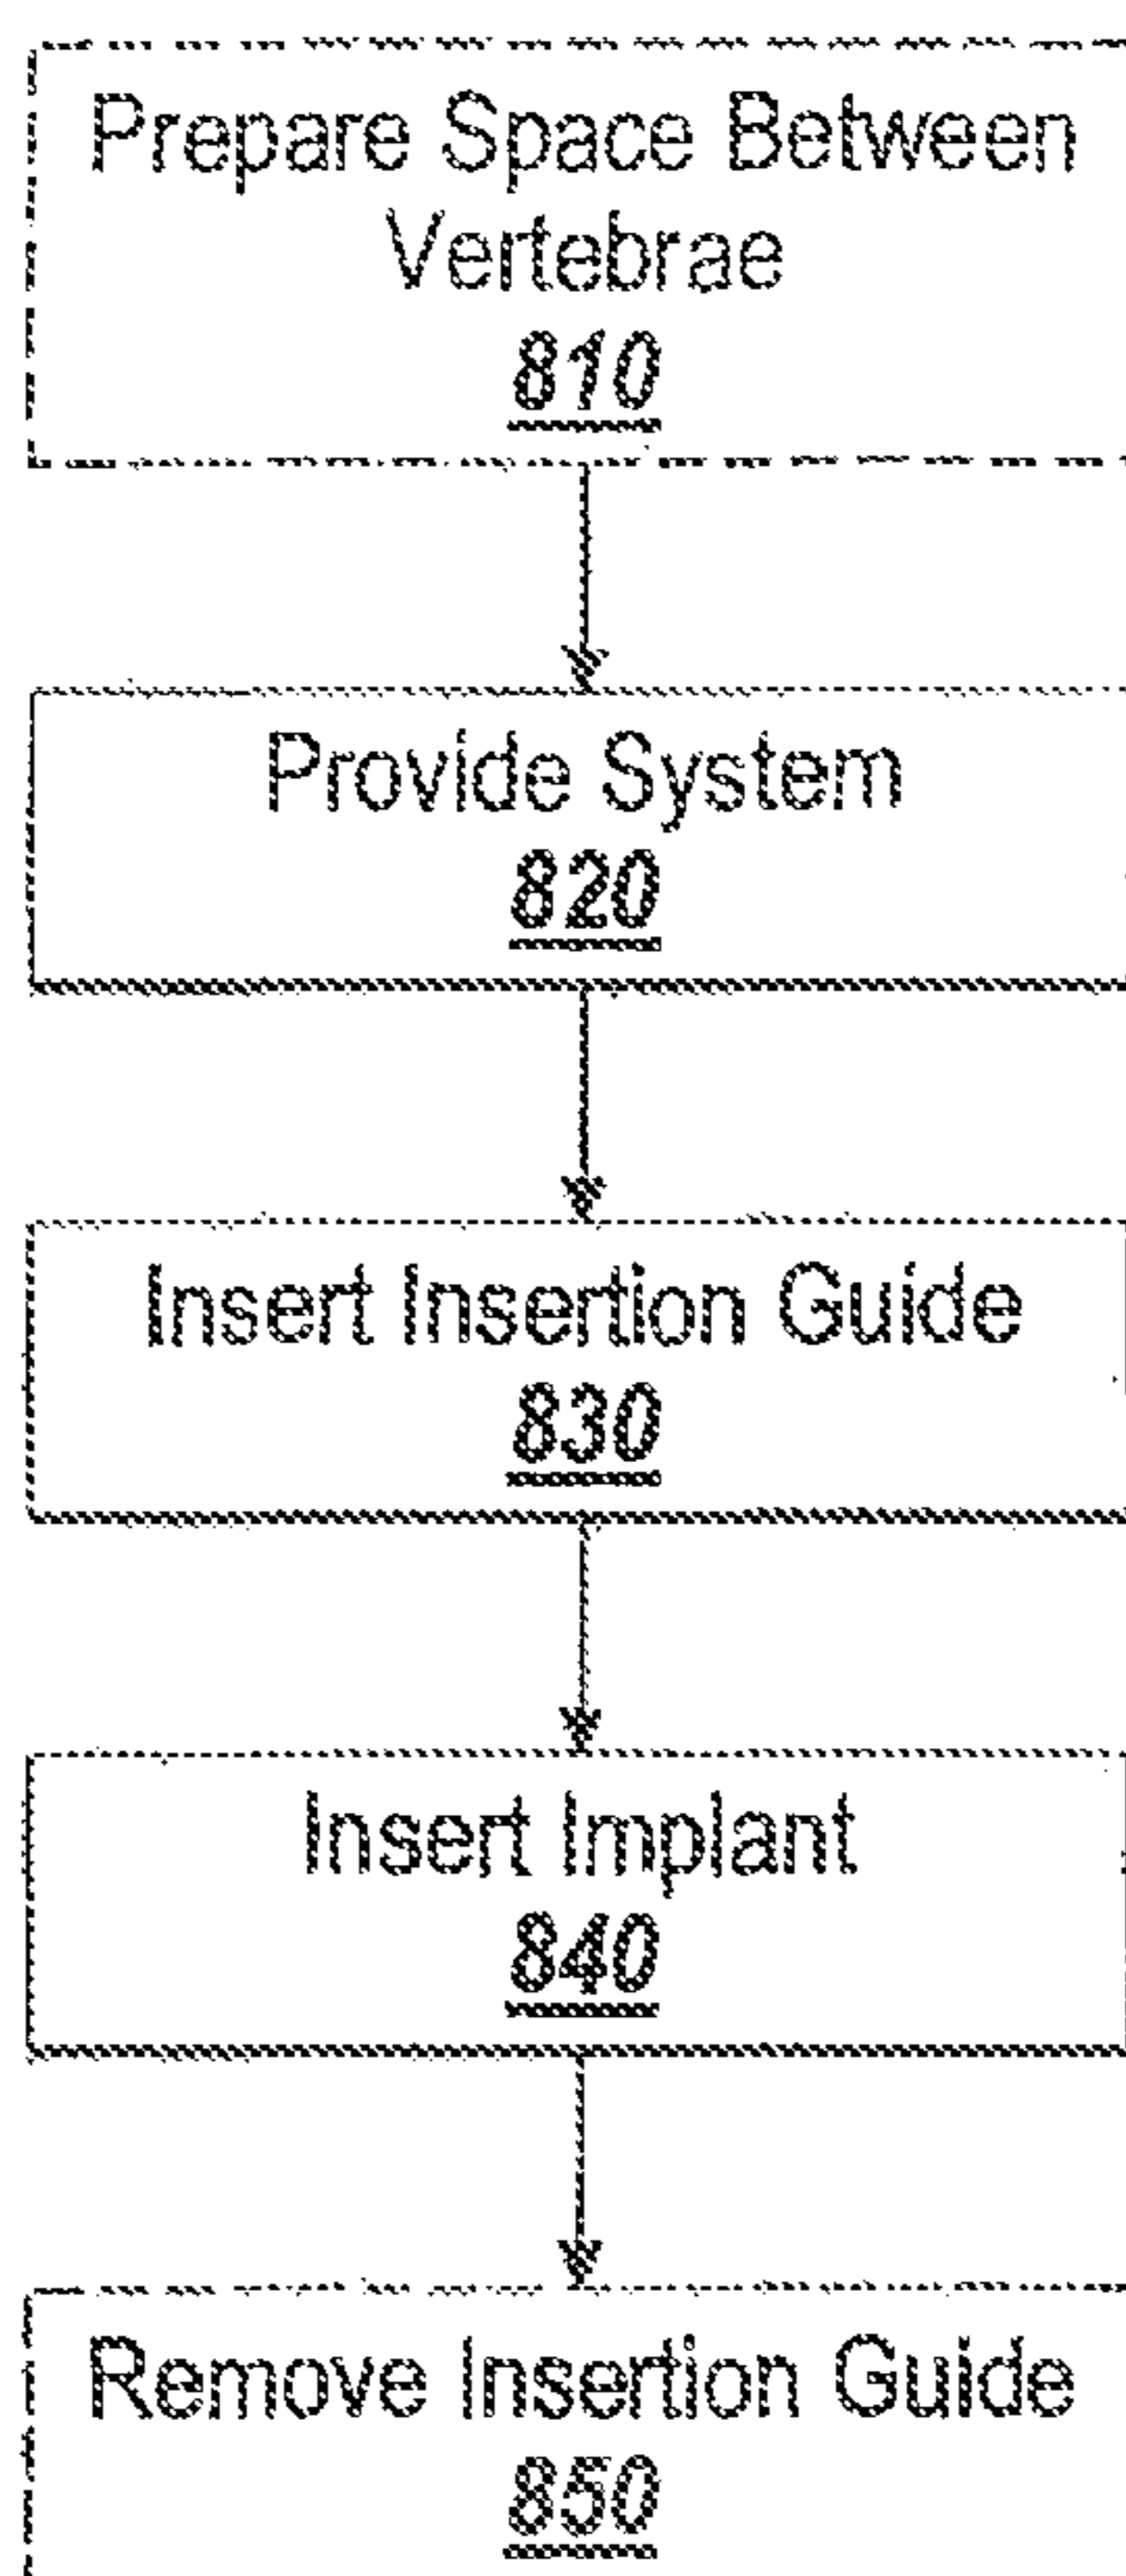 Prepare Space Between
Vertebrae
810
Provide System
820
Insert Insertion Guide
830
Insert Implant
840
Remove Insertion Guide
850